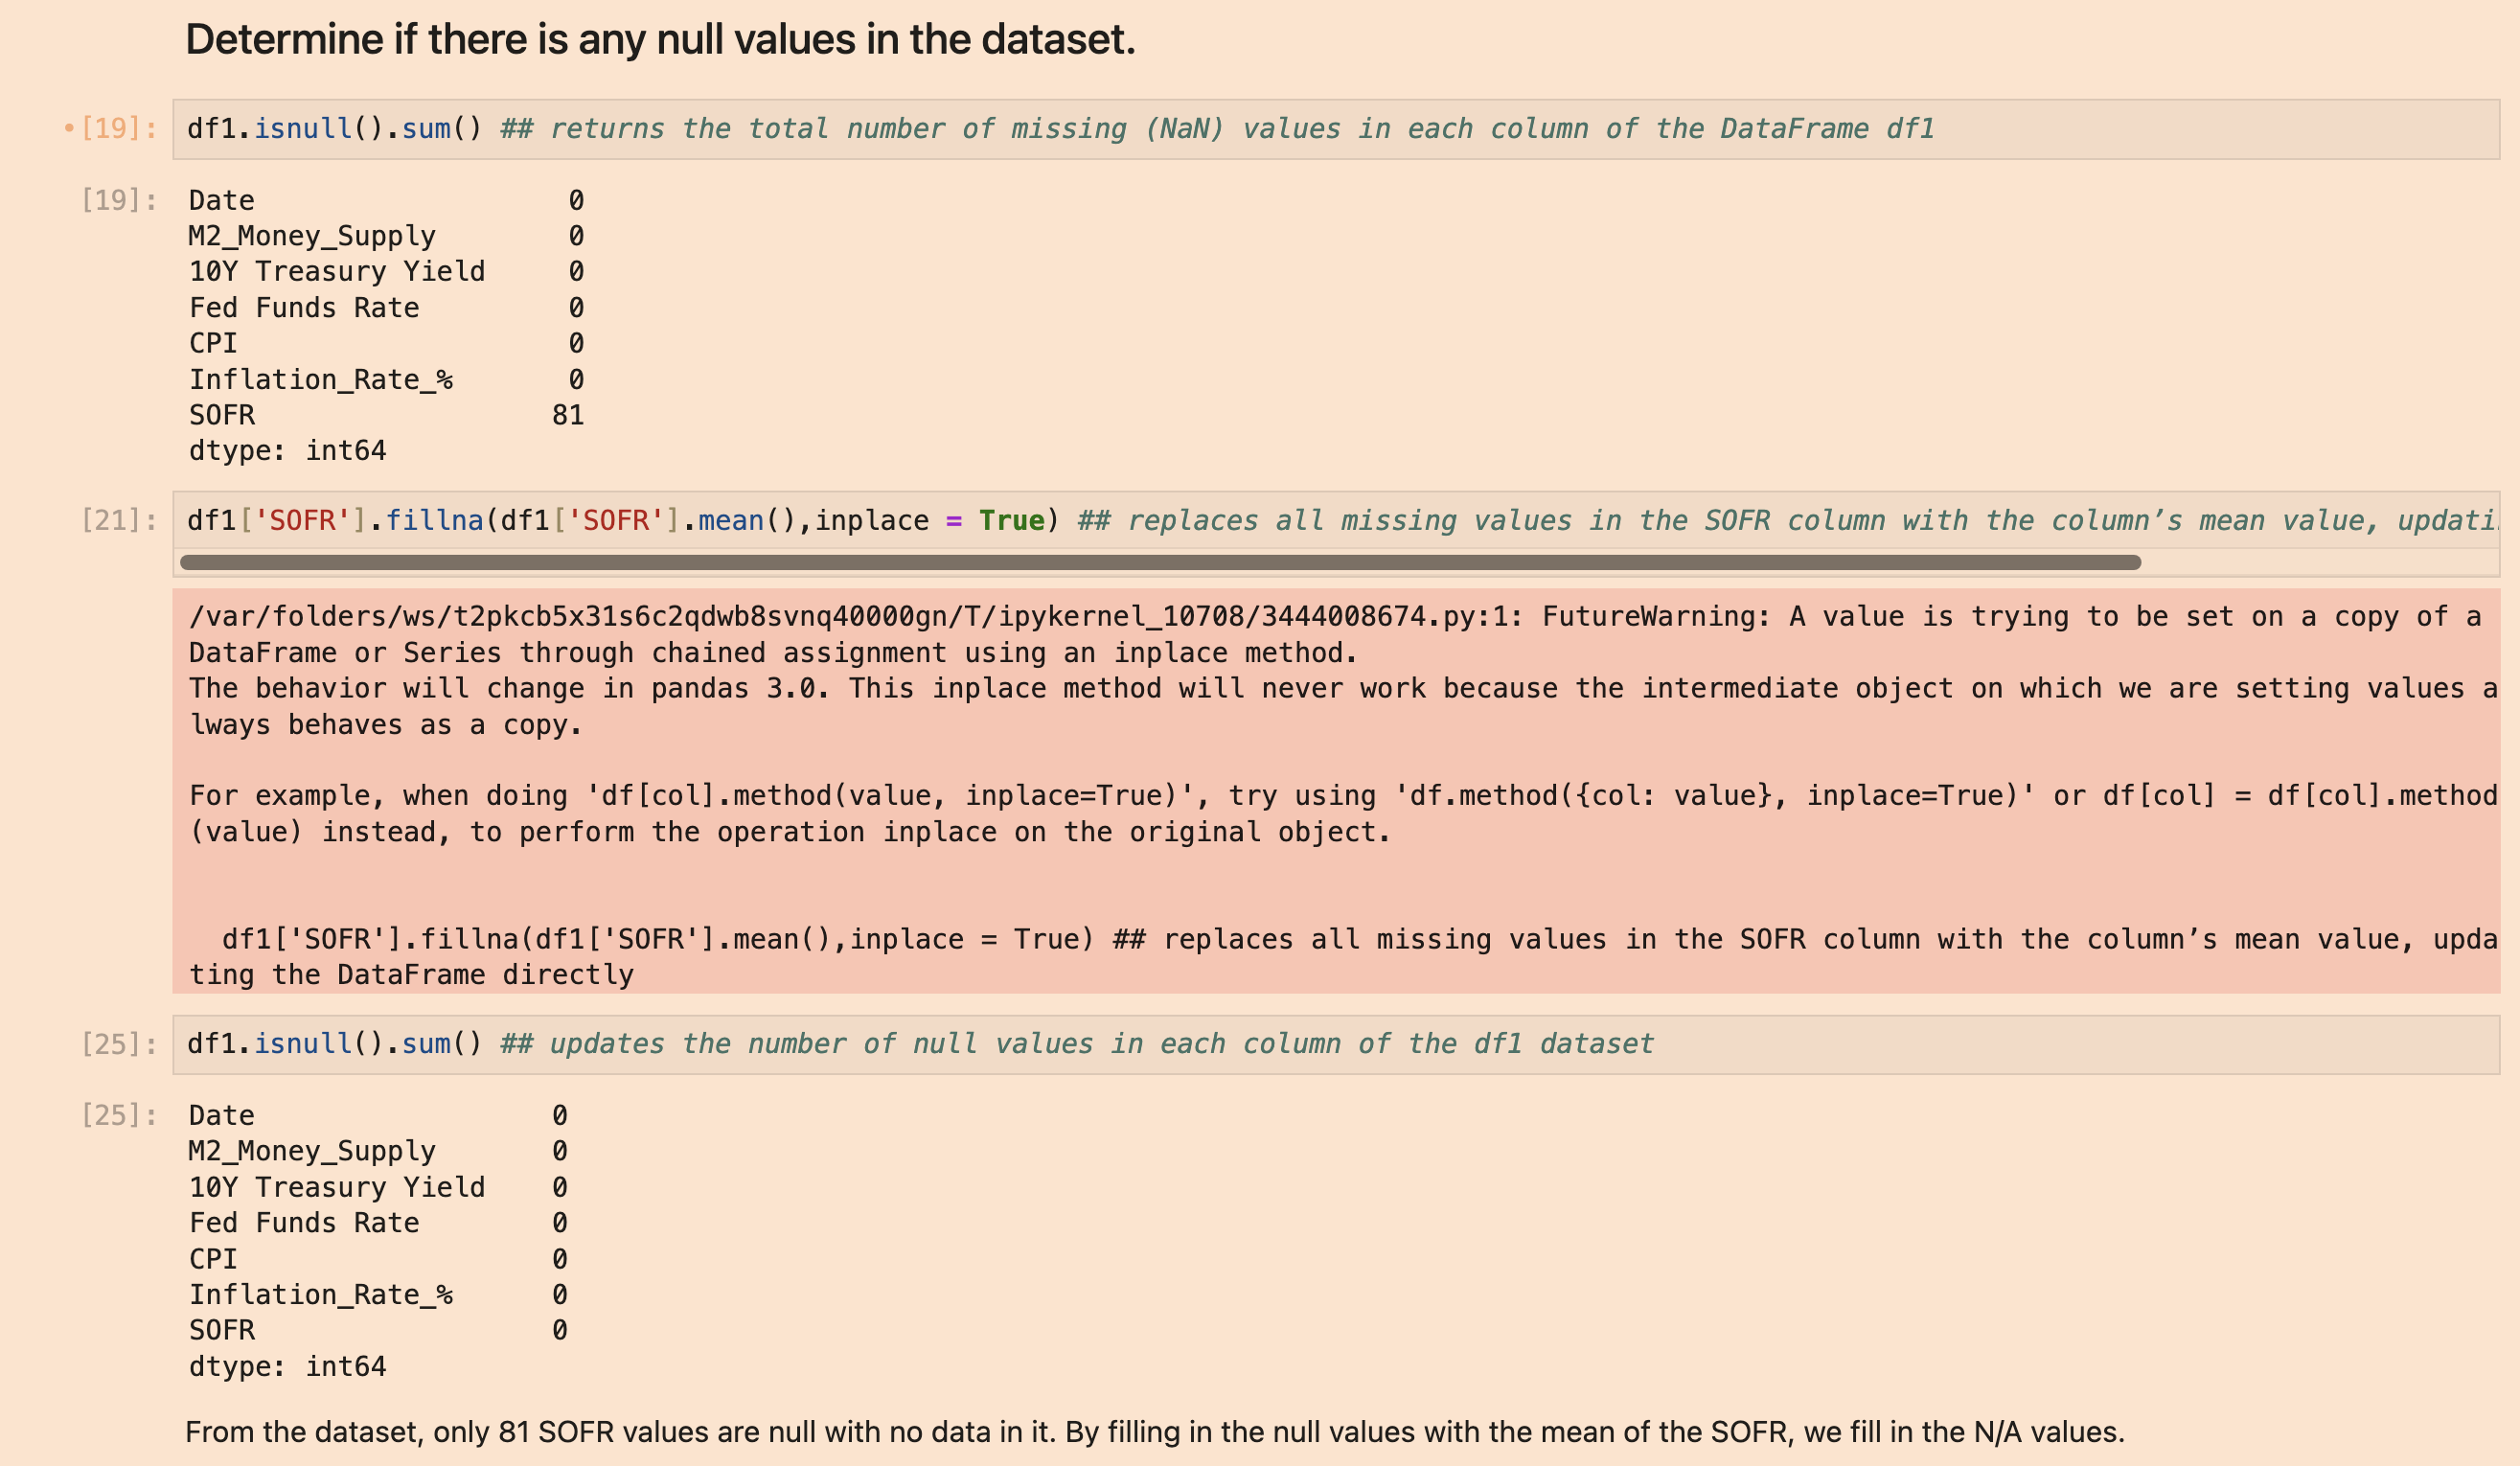 Determine if there is any null values in the dataset.
•[19]: df1.isnull().sum() ## returns the total number of missing (NaN) values in each column of the DataFrame df1
[19]: Date 0
M2_Money_Supply 0
10Y Treasury Yield 0
Fed Funds Rate 0
CPI 0
Inflation_Rate_% 0
SOFR 81
dtype: int64
[21]: df1['SOFR'].fillna(df1['SOFR'].mean(),inplace = True) ## replaces all missing values in the SOFR column with the column’s mean value, updati
/var/folders/ws/t2pkcb5x31s6c2qdwb8svnq40000gn/T/ipykernel_10708/3444008674.py:1: FutureWarning: A value is trying to be set on a copy of a
DataFrame or Series through chained assignment using an inplace method.
The behavior will change in pandas 3.0. This inplace method will never work because the intermediate object on which we are setting values a
lways behaves as a copy.
For example, when doing 'df[col].method(value, inplace=True)', try using 'df.method({col: value}, inplace=True)' or df[col] = df[col].method
(value) instead, to perform the operation inplace on the original object.
df1['SOFR'].fillna(df1['SOFR'].mean(),inplace = True) ## replaces all missing values in the SOFR column with the column’s mean value, upda
ting the DataFrame directly
[25]: df1.isnull().sum() ## updates the number of null values in each column of the df1 dataset
[25]: Date 0
M2_Money_Supply 0
10Y Treasury Yield 0
Fed Funds Rate 0
CPI 0
Inflation_Rate_% 0
SOFR 0
dtype: int64
From the dataset, only 81 SOFR values are null with no data in it. By filling in the null values with the mean of the SOFR, we fill in the N/A values.